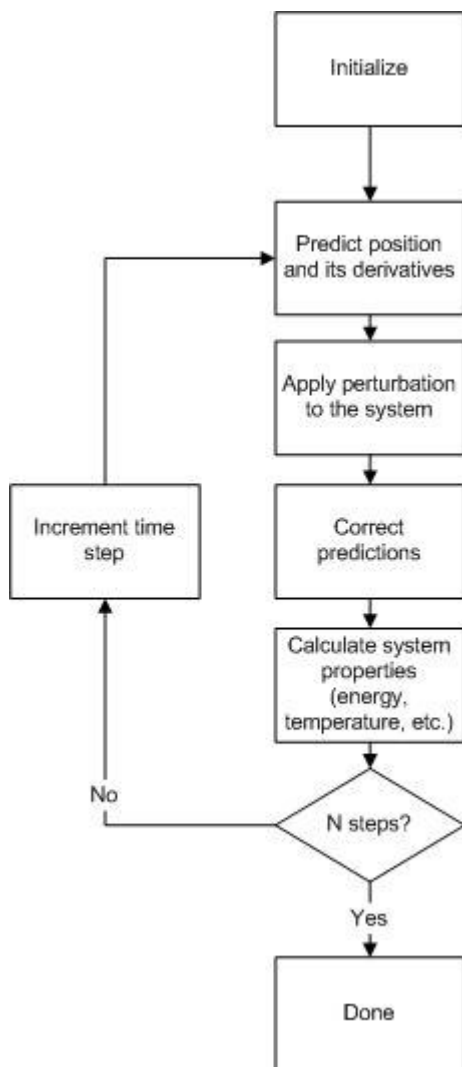 Initialize
Predict position
and its derivatives
Apply perturbation
to the system
Increment time
step
Correct
predictions
Calculate system
properties
(energy,
temperature, etc.)
No
N steps?
Yes
Done